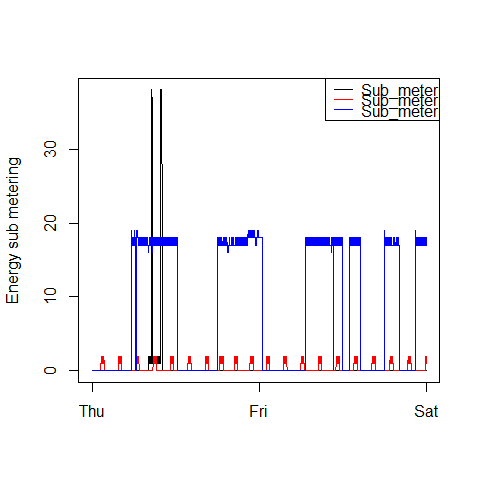 Sub_meter
Sub_meter
Sub_meter
Energy sub metering
30
20
10
0
Thu Fri Sat